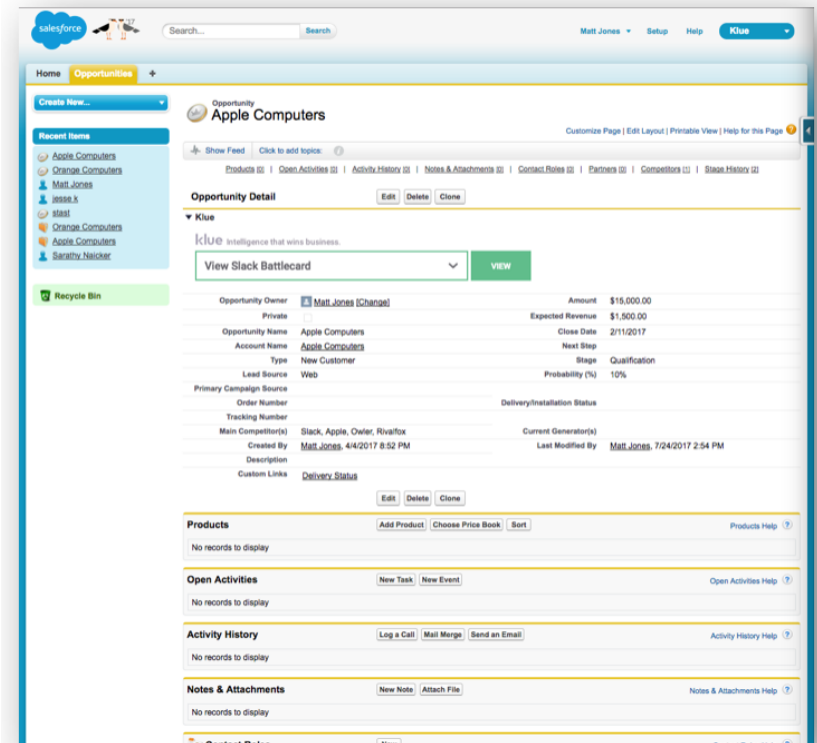 salesforce
'17
Search...
Search
Matt Jones
Setup
Help
Klue
Home
Opportunities
+
Create New...
Recent Items
Apple Computers
Orange Computers
Matt Jones
jesse k
stast
Orange Computers
Apple Computers
Sarathy Naicker
Recycle Bin
Opportunity
Apple Computers
Customize Page | Edit Layout | Printable View | Help for this Page ?
Show Feed Click to add topics:
Products [0] | Open Activities [0] | Activity History [0] | Notes & Attachments [0] | Contact Roles [0] | Partners [0] | Competitors [1] | Stage History [2]
Opportunity Detail Edit Delete Clone
Klue
klue Intelligence that wins business.
View Slack Battlecard VIEW
Opportunity Owner Matt Jones [Change] Amount $15,000.00
Private Expected Revenue $1,500.00
Opportunity Name Apple Computers Close Date 2/11/2017
Account Name Apple Computers Next Step
Type New Customer Stage Qualification
Lead Source Web Probability (%) 10%
Primary Campaign Source
Order Number Delivery/Installation Status
Tracking Number
Main Competitor(s) Slack, Apple, Owler, Rivalfox Current Generator(s)
Created By Matt Jones, 4/4/2017 8:52 PM Last Modified By Matt Jones, 7/24/2017 2:54 PM
Description
Custom Links Delivery Status
Edit Delete Clone
Products Add Product Choose Price Book Sort Products Help ?
No records to display
Open Activities New Task New Event Open Activities Help ?
No records to display
Activity History Log a Call Mail Merge Send an Email Activity History Help ?
No records to display
Notes & Attachments New Note Attach File Notes & Attachments Help ?
No records to display